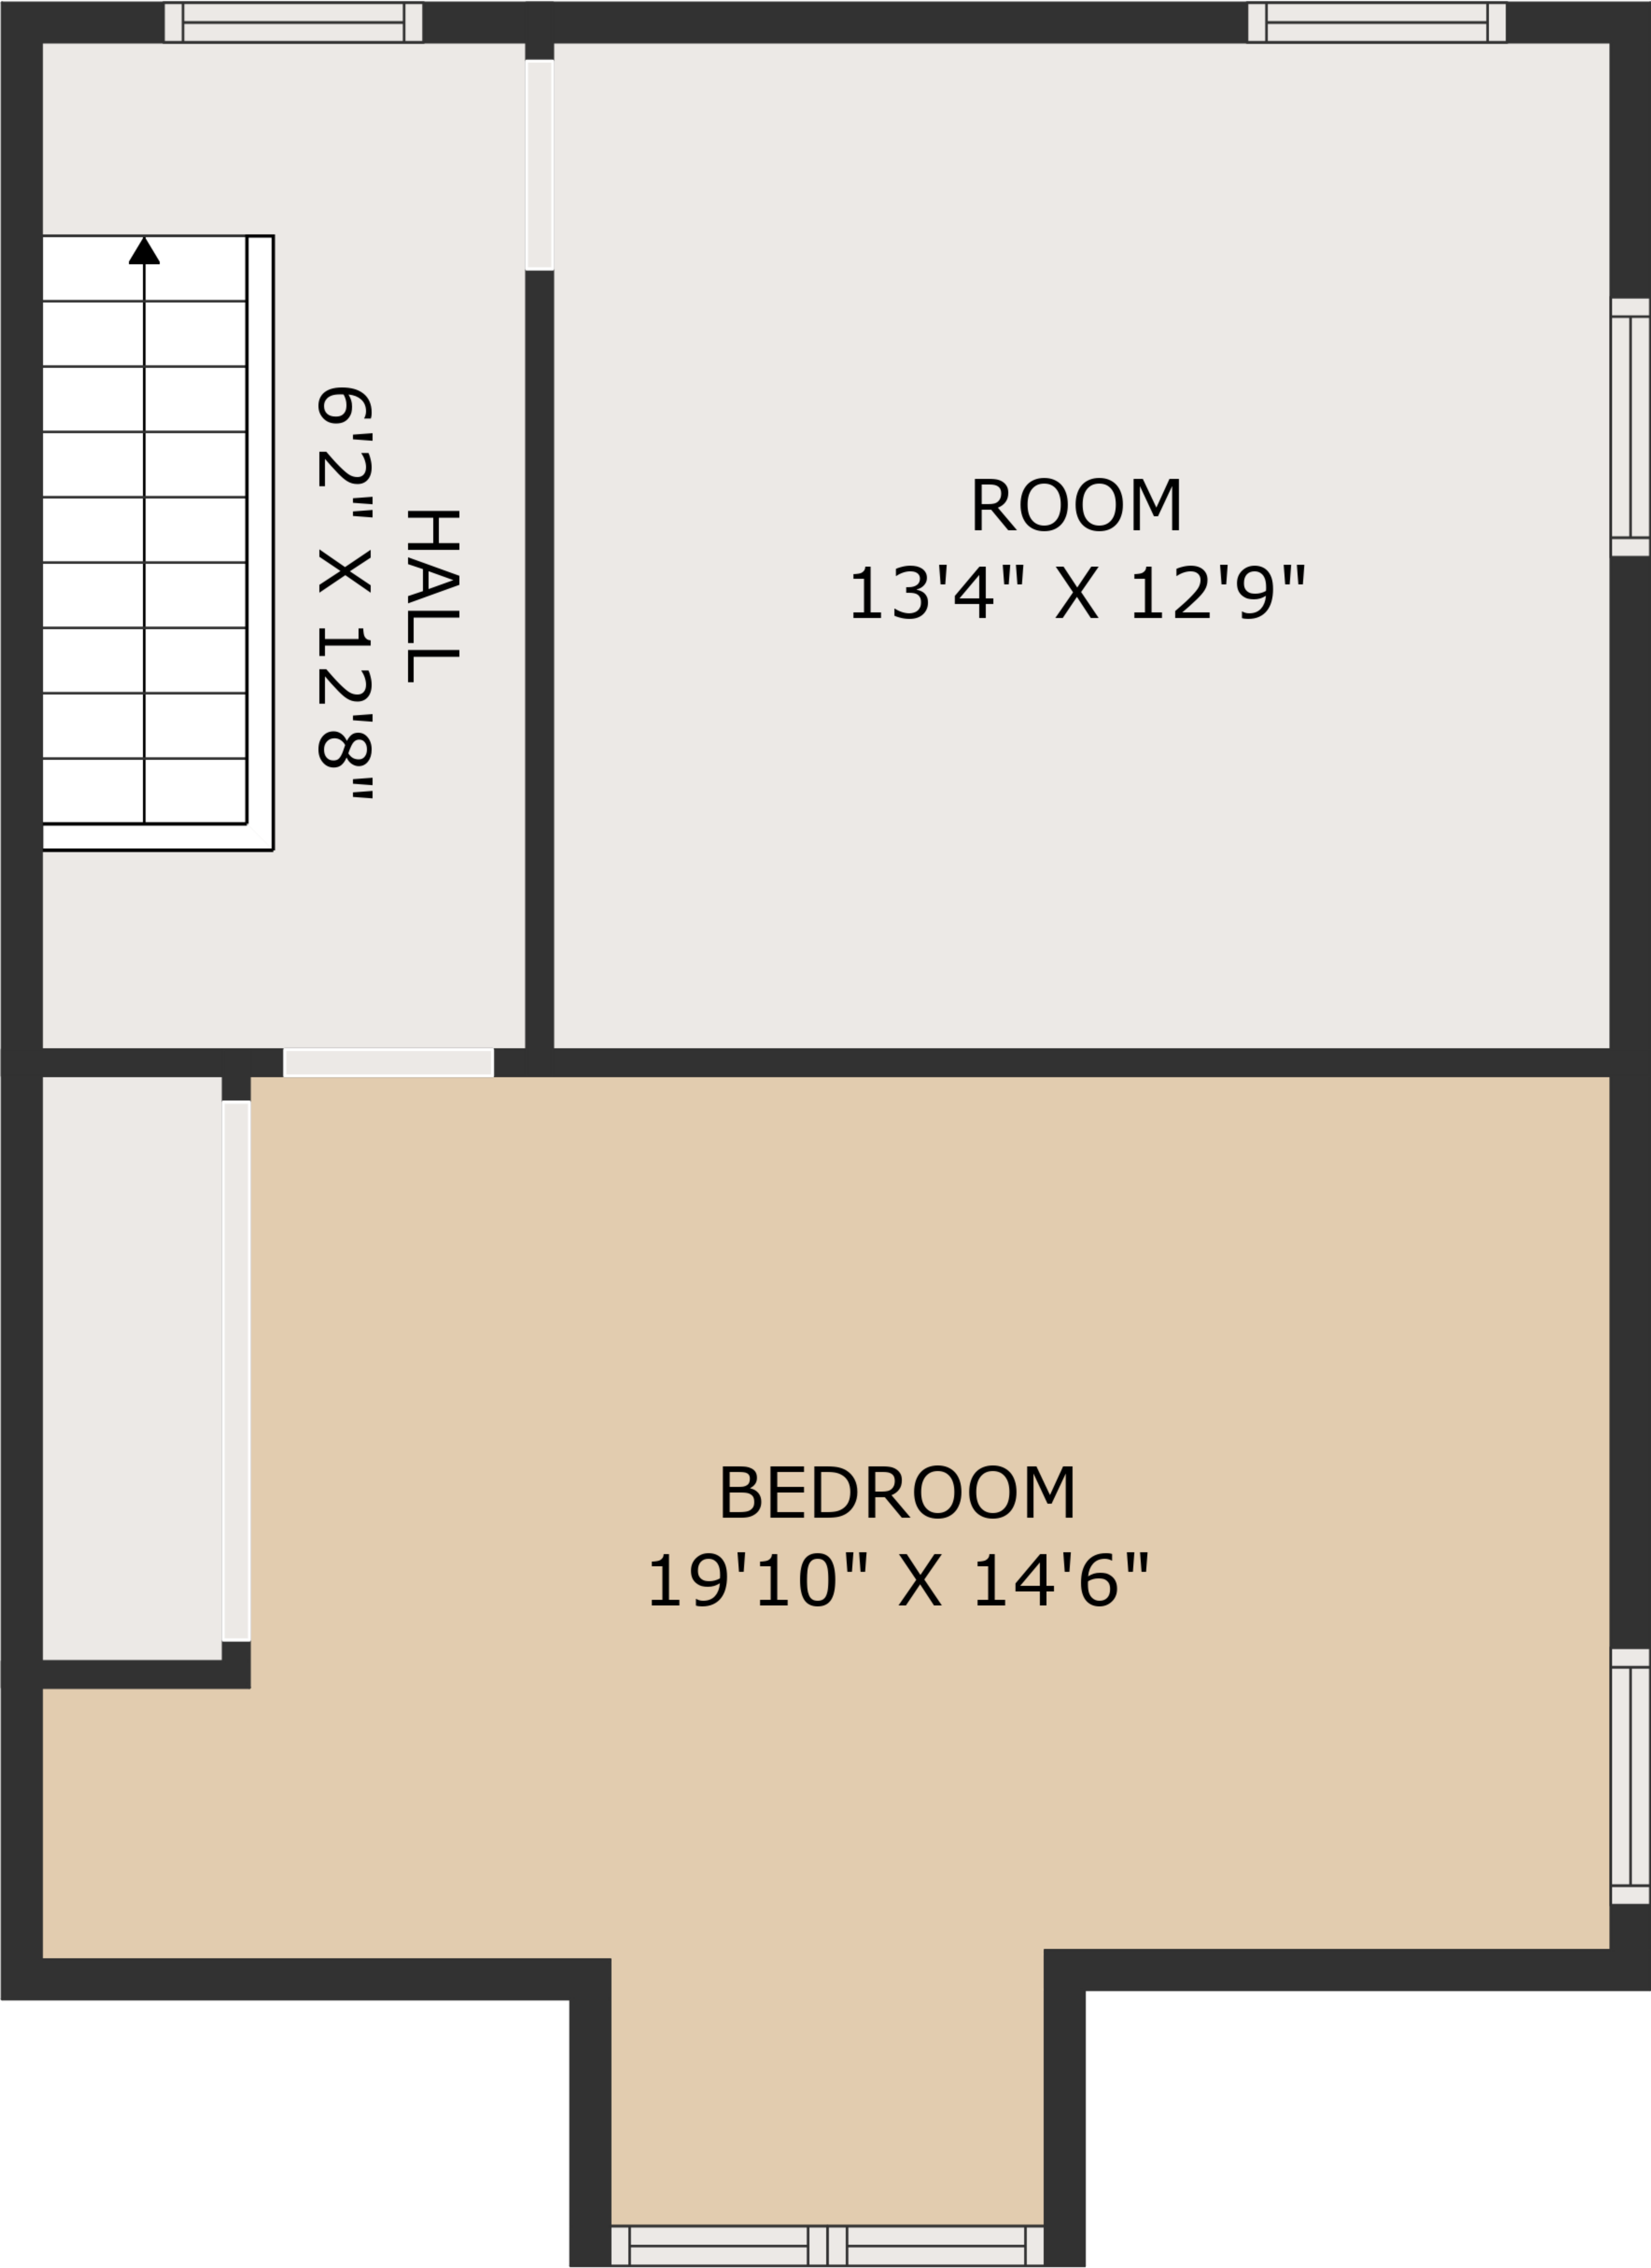 HALL
6'2" X 12'8"
ROOM
13'4" X 12'9"
BEDROOM
19'10" X 14'6"